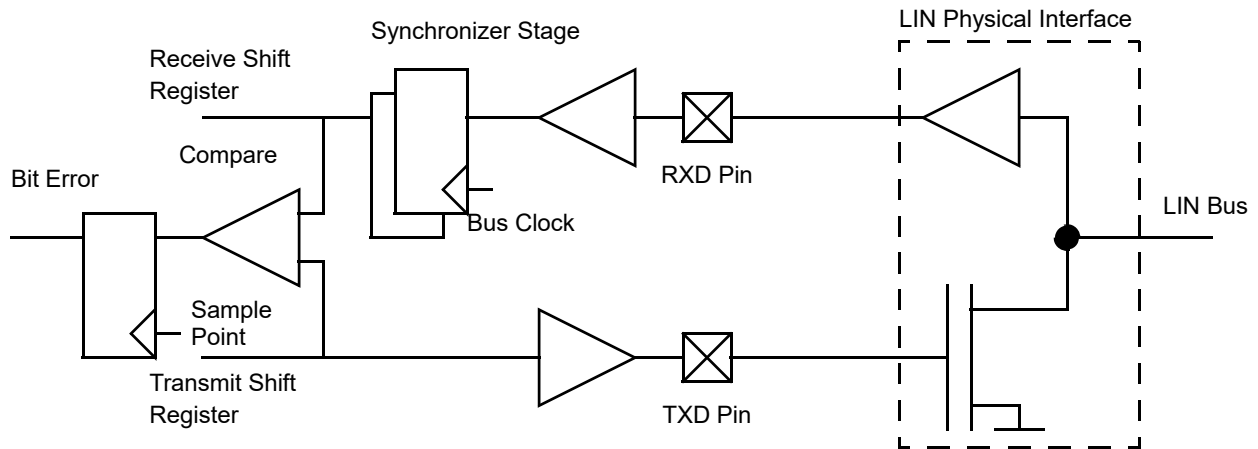 LIN Physical Interface
Synchronizer Stage
Receive Shift
Register
Compare
RXD Pin
Bit Error
LIN Bus
Bus Clock
Sample
Point
Transmit Shift
Register
TXD Pin